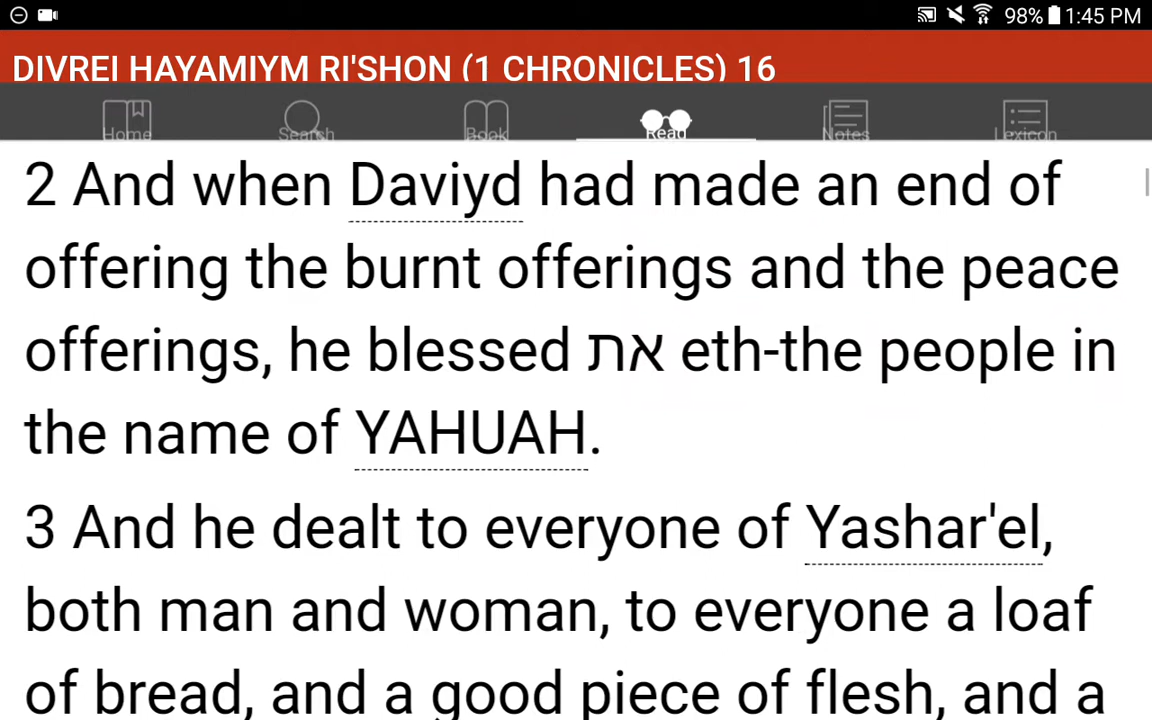 98% 1:45 PM
DIVREI HAYAMIYM RI'SHON (1 CHRONICLES) 16
Home Search Book Read Notes Lexicon
2 And when Daviyd had made an end of
offering the burnt offerings and the peace
offerings, he blessed את eth-the people in
the name of YAHUAH.
3 And he dealt to everyone of Yashar'el,
both man and woman, to everyone a loaf
of bread, and a good piece of flesh, and a